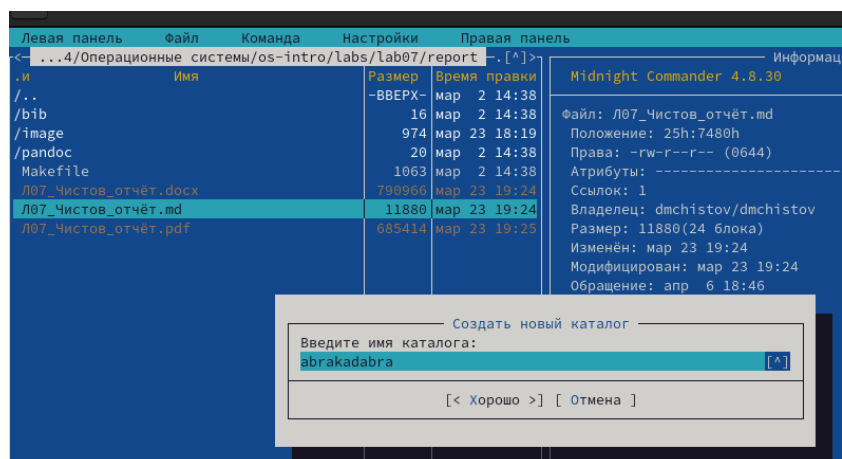 Левая панель Файл Команда Настройки Правая панель
<─ ...4/Операционные системы/os-intro/labs/lab07/report ─.[^]>
.и Имя Размер Время правки
/.. -ВВЕРХ- мар 2 14:38
/bib 16 мар 2 14:38
/image 974 мар 23 18:19
/pandoc 20 мар 2 14:38
Makefile 1063 мар 2 14:38
Л07_Чистов_отчёт.docx 790966 мар 23 19:24
Л07_Чистов_отчёт.md 11880 мар 23 19:24
Л07_Чистов_отчёт.pdf 685414 мар 23 19:25
Информац
Midnight Commander 4.8.30
Файл: Л07_Чистов_отчёт.md
Положение: 25h:7480h
Права: -rw-r--r-- (0644)
Атрибуты: ----------------------
Ссылок: 1
Владелец: dmchistov/dmchistov
Размер: 11880(24 блока)
Изменён: мар 23 19:24
Модифицирован: мар 23 19:24
Обращение: апр 6 18:46
Создать новый каталог
Введите имя каталога:
abrakadabra [^]
[< Хорошо >] [ Отмена ]